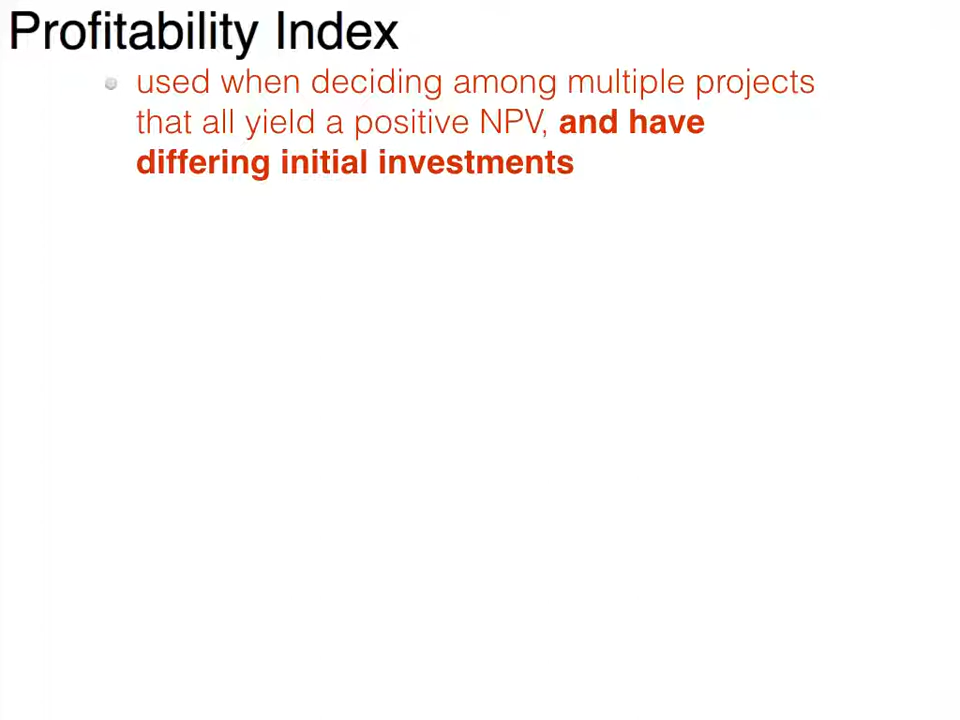 Profitability Index
used when deciding among multiple projects
that all yield a positive NPV, and have
differing initial investments